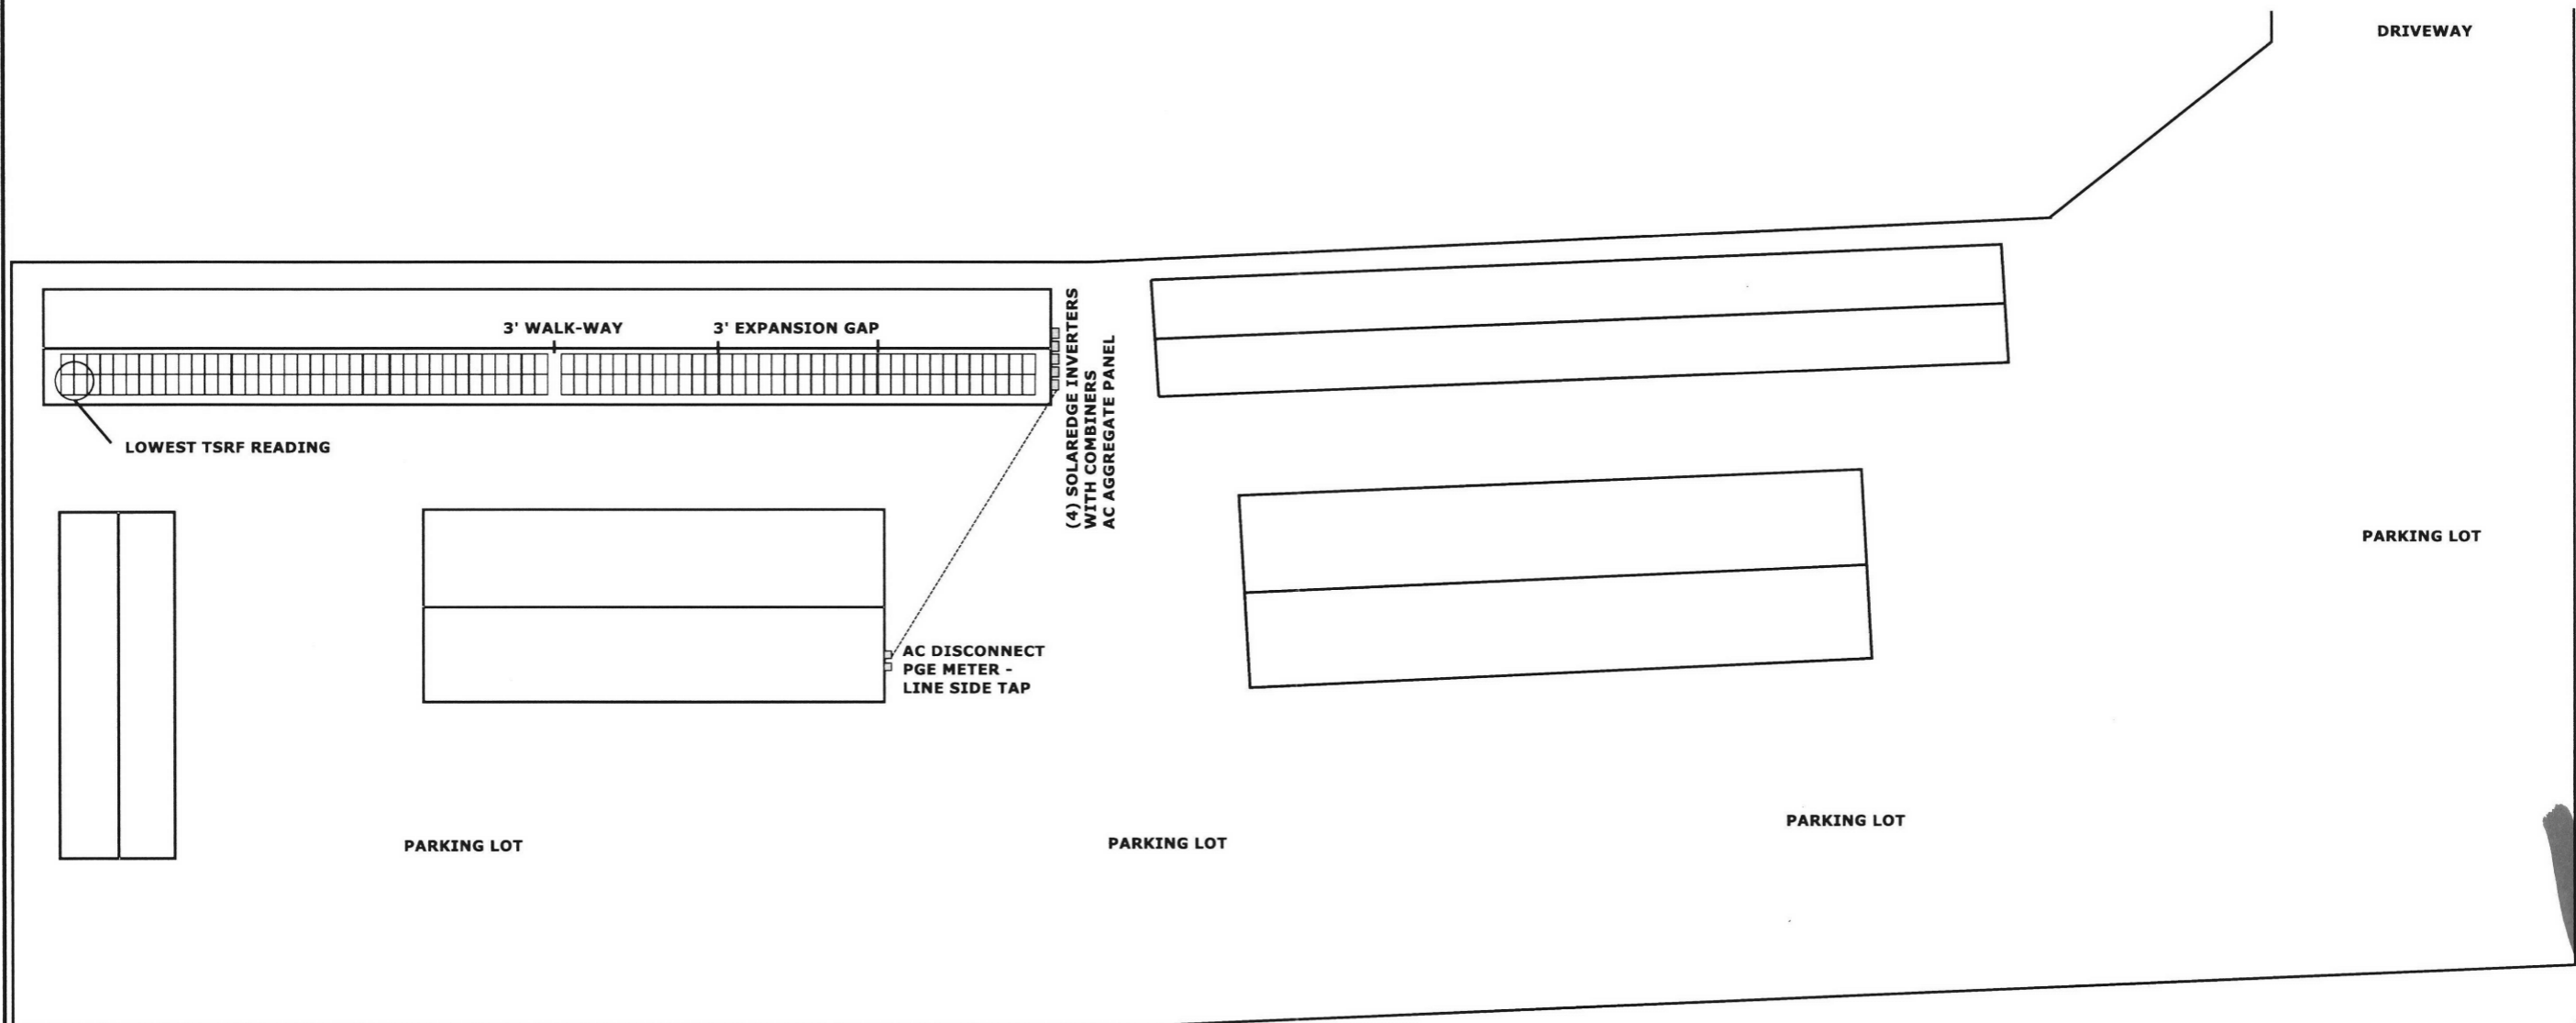 DRIVEWAY
3' WALK-WAY
3' EXPANSION GAP
(4) SOLAREDGE INVERTERS
WITH COMBINERS
AC AGGREGATE PANEL
LOWEST TSRF READING
PARKING LOT
AC DISCONNECT
PGE METER -
LINE SIDE TAP
PARKING LOT
PARKING LOT
PARKING LOT